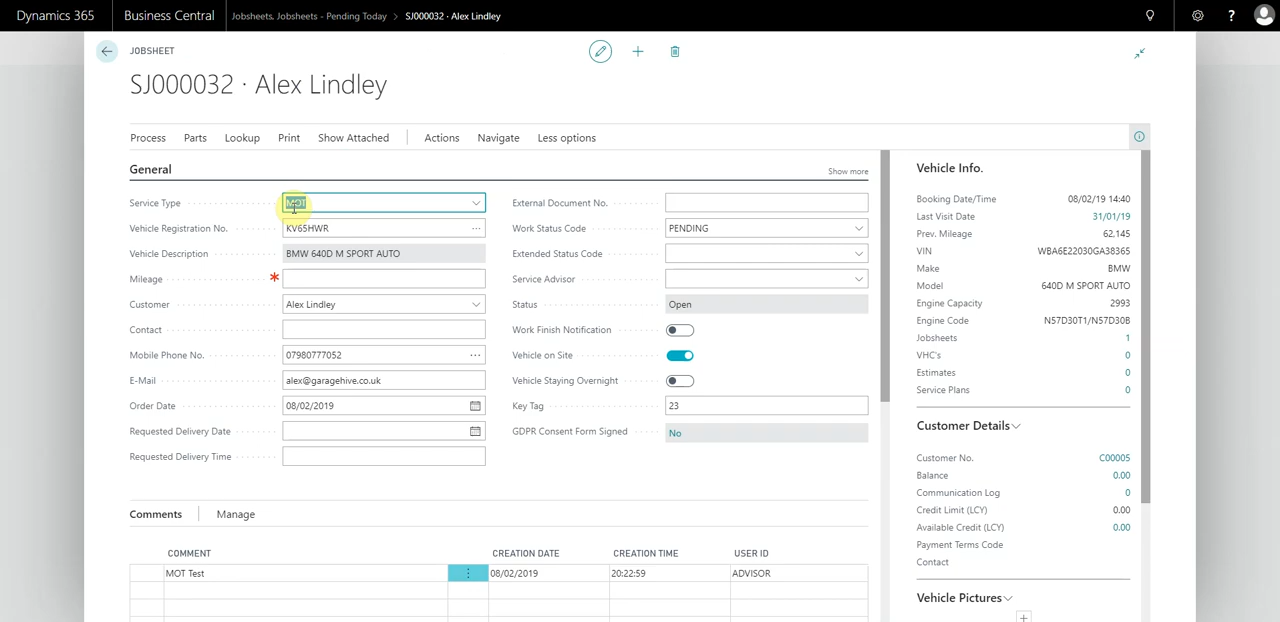 Dynamics 365 Business Central Jobsheets, Jobsheets - Pending Today > SJ000032 · Alex Lindley ?
JOBSHEET
SJ000032 · Alex Lindley
Process Parts Lookup Print Show Attached Actions Navigate Less options
General Show more
Service Type MOT
Vehicle Registration No. KV65HWR ...
Vehicle Description BMW 640D M SPORT AUTO
Mileage *
Customer Alex Lindley
Contact
Mobile Phone No. 07980777052 ...
E-Mail alex@garagehive.co.uk
Order Date 08/02/2019
Requested Delivery Date
Requested Delivery Time
External Document No.
Work Status Code PENDING
Extended Status Code
Service Advisor
Status Open
Work Finish Notification
Vehicle on Site
Vehicle Staying Overnight
Key Tag 23
GDPR Consent Form Signed No
Comments Manage
COMMENT CREATION DATE CREATION TIME USER ID
MOT Test 08/02/2019 20:22:59 ADVISOR
Vehicle Info.
Booking Date/Time 08/02/19 14:40
Last Visit Date 31/01/19
Prev. Mileage 62,145
VIN WBA6E22030GA38365
Make BMW
Model 640D M SPORT AUTO
Engine Capacity 2993
Engine Code N57D30T1/N57D30B
Jobsheets 1
VHC's 0
Estimates 0
Service Plans 0
Customer Details
Customer No. C00005
Balance 0.00
Communication Log 0
Credit Limit (LCY) 0.00
Available Credit (LCY) 0.00
Payment Terms Code
Contact
Vehicle Pictures